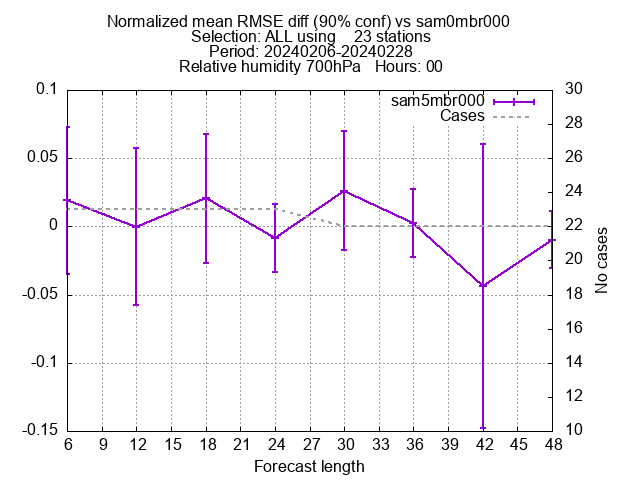 Normalized mean RMSE diff (90% conf) vs sam0mbr000
Selection: ALL using    23 stations
Period: 20240206-20240228
Relative humidity 700hPa   Hours: 00
sam5mbr000
Cases
0.1
0.05
0
-0.05
-0.1
-0.15
30
28
26
24
22
20
18
16
14
12
10
No cases
6 9 12 15 18 21 24 27 30 33 36 39 42 45 48
Forecast length